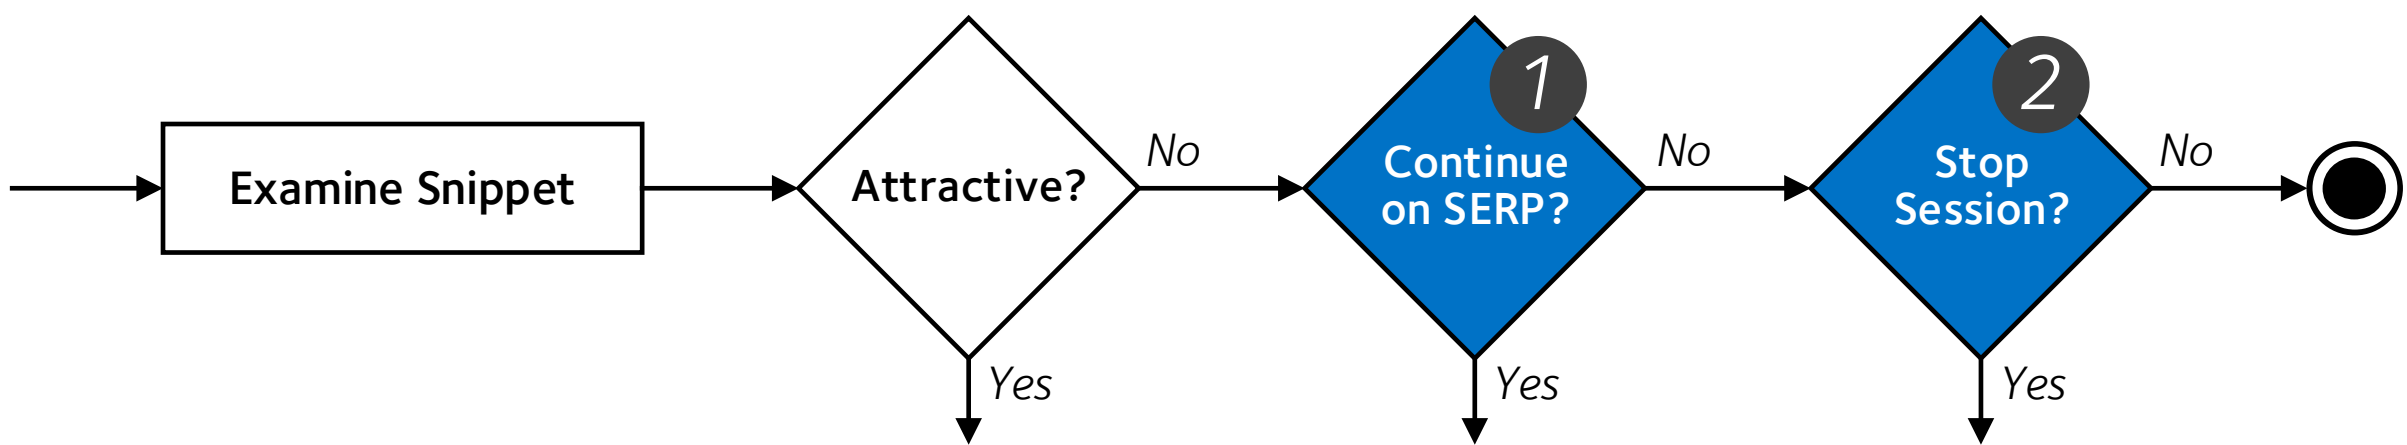 Examine Snippet
Attractive?
No
Yes
1
Continue
on SERP?
No
Yes
2
Stop
Session?
No
Yes